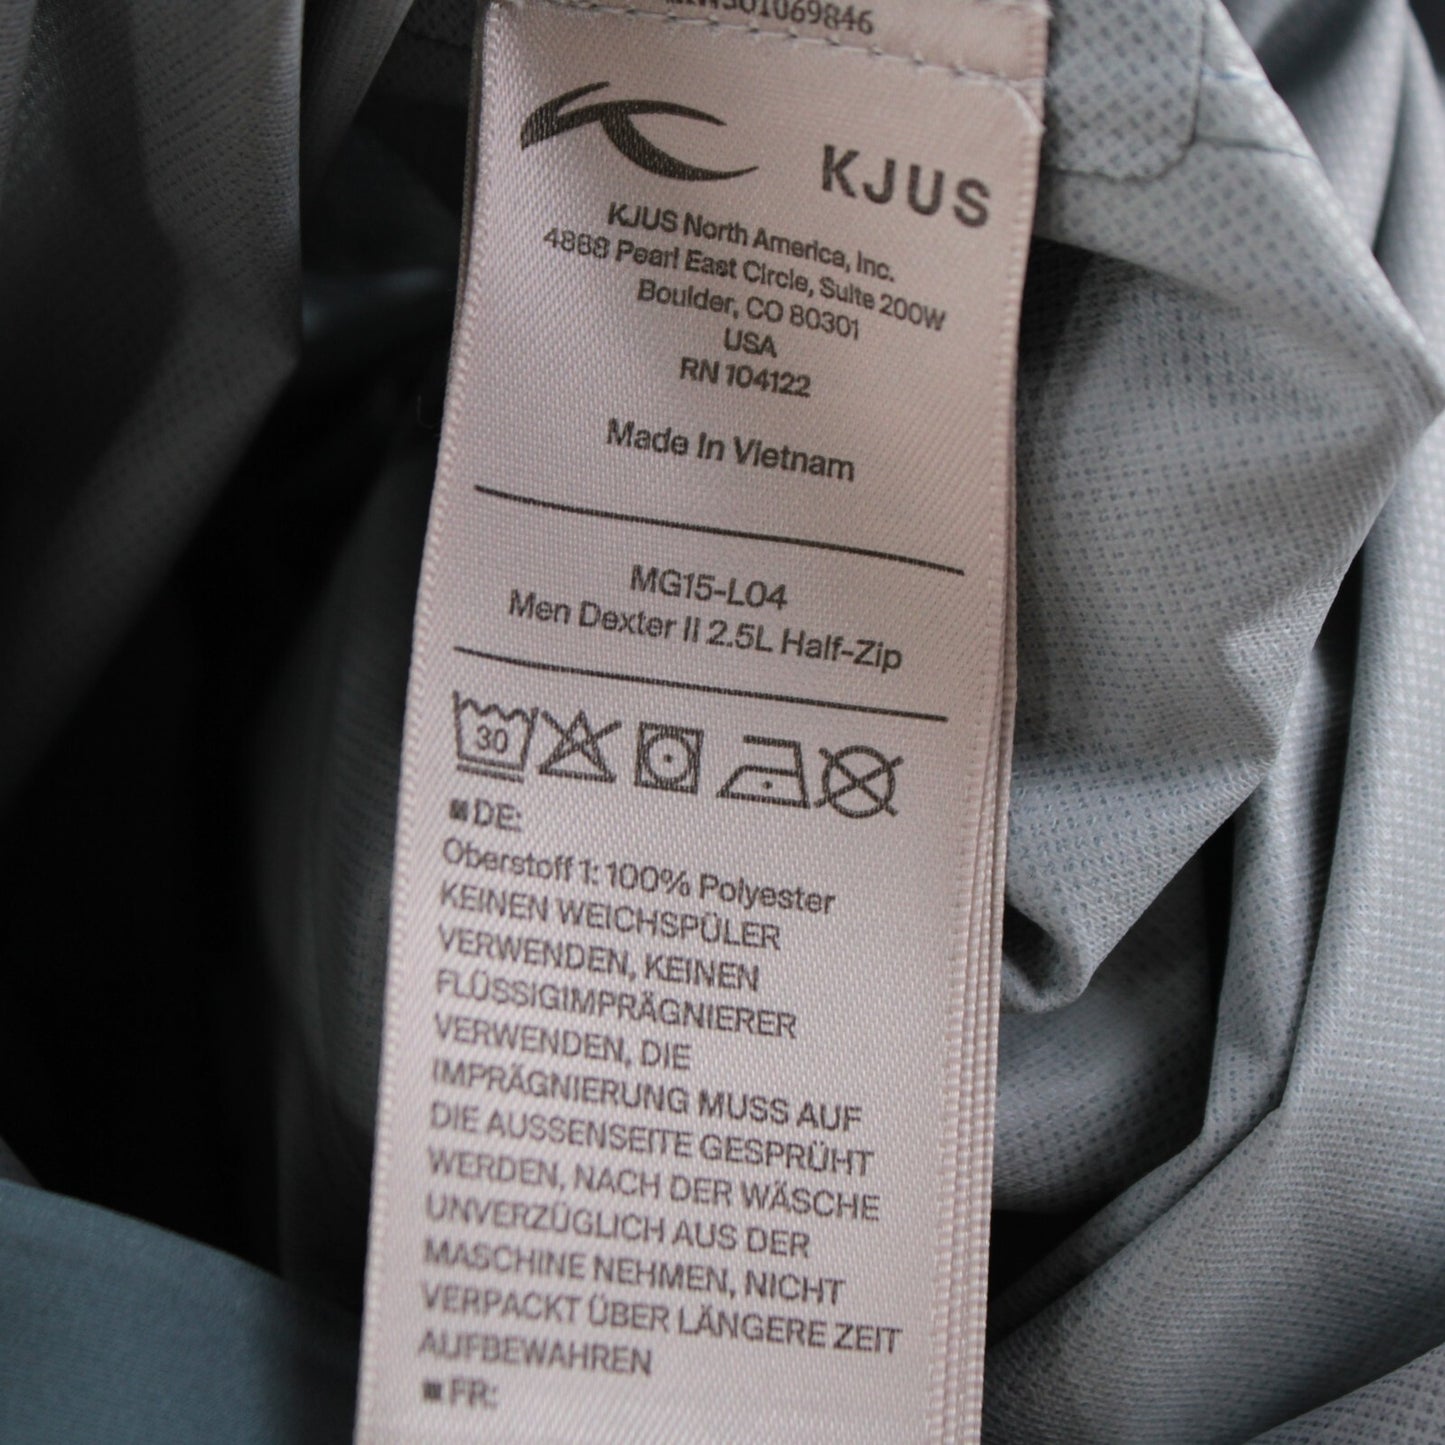 KJUS
KJUS North America, Inc.
4888 Pearl East Circle, Suite 200W
Boulder, CO 80301
USA
RN 104122
Made In Vietnam
MG15-L04
Men Dexter II 2.5L Half-Zip
30
DE:
Oberstoff 1: 100% Polyester
KEINEN WEICHSPÜLER
VERWENDEN, KEINEN
FLÜSSIGIMPRÄGNIERER
VERWENDEN, DIE
IMPRÄGNIERUNG MUSS AUF
DIE AUSSENSEITE GESPRÜHT
WERDEN, NACH DER WÄSCHE
UNVERZÜGLICH AUS DER
MASCHINE NEHMEN, NICHT
VERPACKT ÜBER LÄNGERE ZEIT
AUFBEWAHREN
FR: